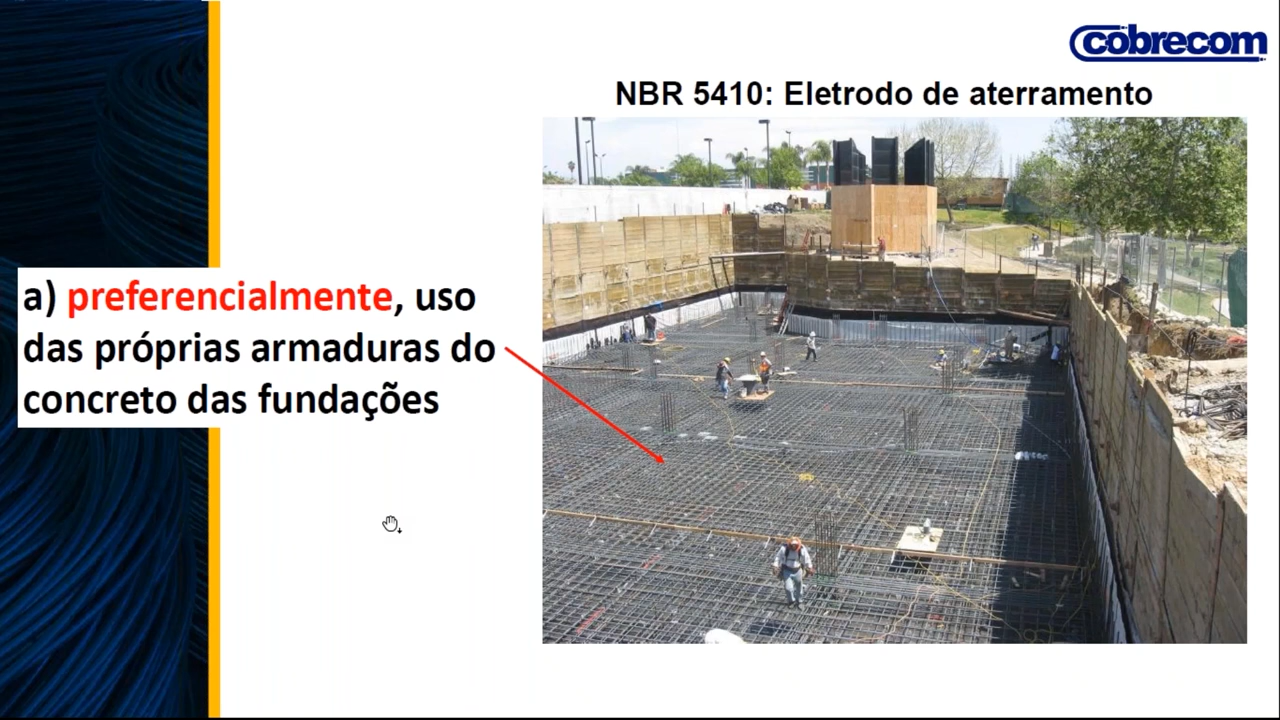 cobrecom
NBR 5410: Eletrodo de aterramento
a) preferencialmente, uso
das próprias armaduras do
concreto das fundações